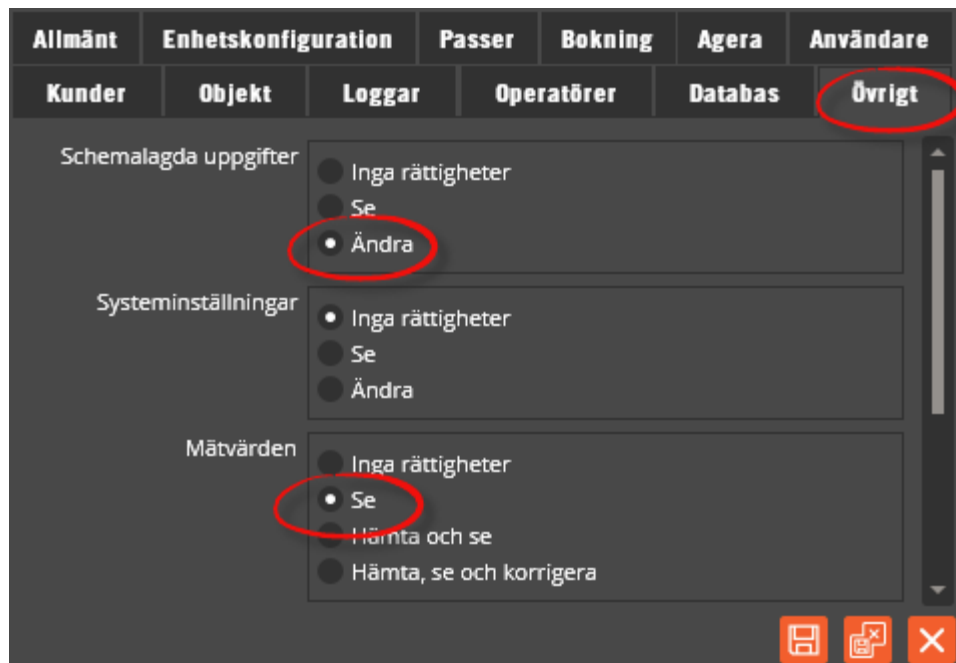 Allmänt Enhetskonfiguration Passer Bokning Agera Användare
Kunder Objekt Loggar Operatörer Databas Övrigt
Schemalagda uppgifter
Inga rättigheter
Se
Ändra
Systeminställningar
Inga rättigheter
Se
Ändra
Mätvärden
Inga rättigheter
Se
Hämta och se
Hämta, se och korrigera